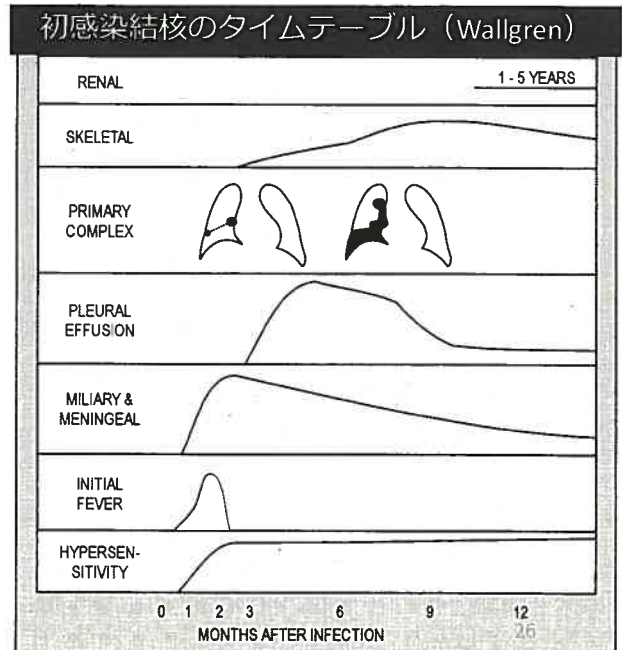 初感染結核のタイムテーブル（Wallgren）
RENAL
1 - 5 YEARS
SKELETAL
PRIMARY
COMPLEX
PLEURAL
EFFUSION
MILIARY &
MENINGEAL
INITIAL
FEVER
HYPERSEN-
SITIVITY
0 1 2 3 6 9 12
MONTHS AFTER INFECTION
26